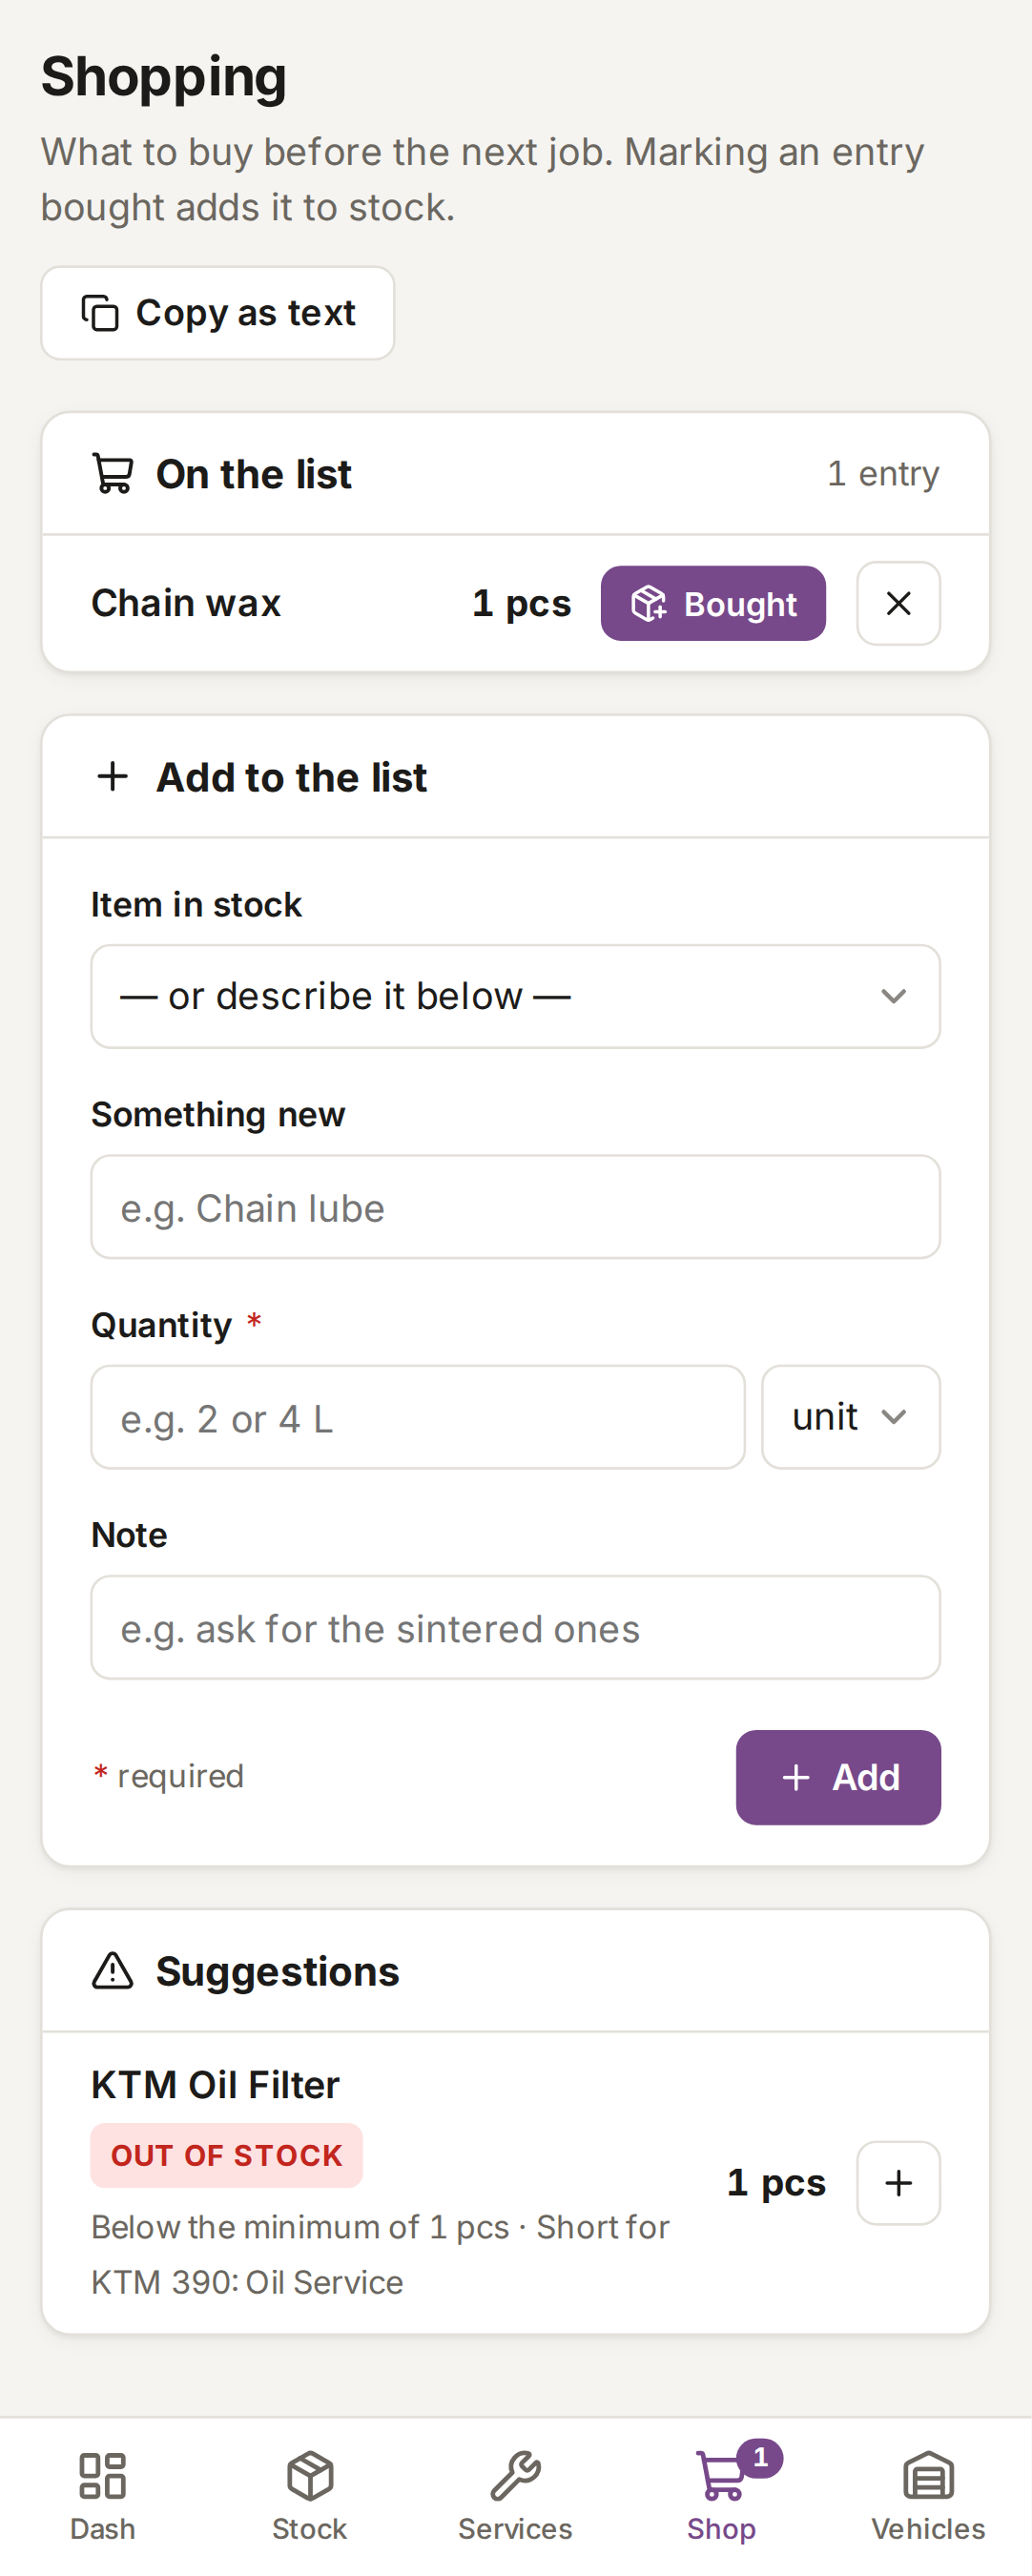 Shopping
What to buy before the next job. Marking an entry
bought adds it to stock.
Copy as text
On the list
1 entry
Chain wax
1 pcs
Bought
Add to the list
Item in stock
— or describe it below —
Something new
e.g. Chain lube
Quantity *
e.g. 2 or 4 L
unit
Note
e.g. ask for the sintered ones
* required
Add
Suggestions
KTM Oil Filter
OUT OF STOCK
1 pcs
Below the minimum of 1 pcs · Short for
KTM 390: Oil Service
1
Dash
Stock
Services
Shop
Vehicles